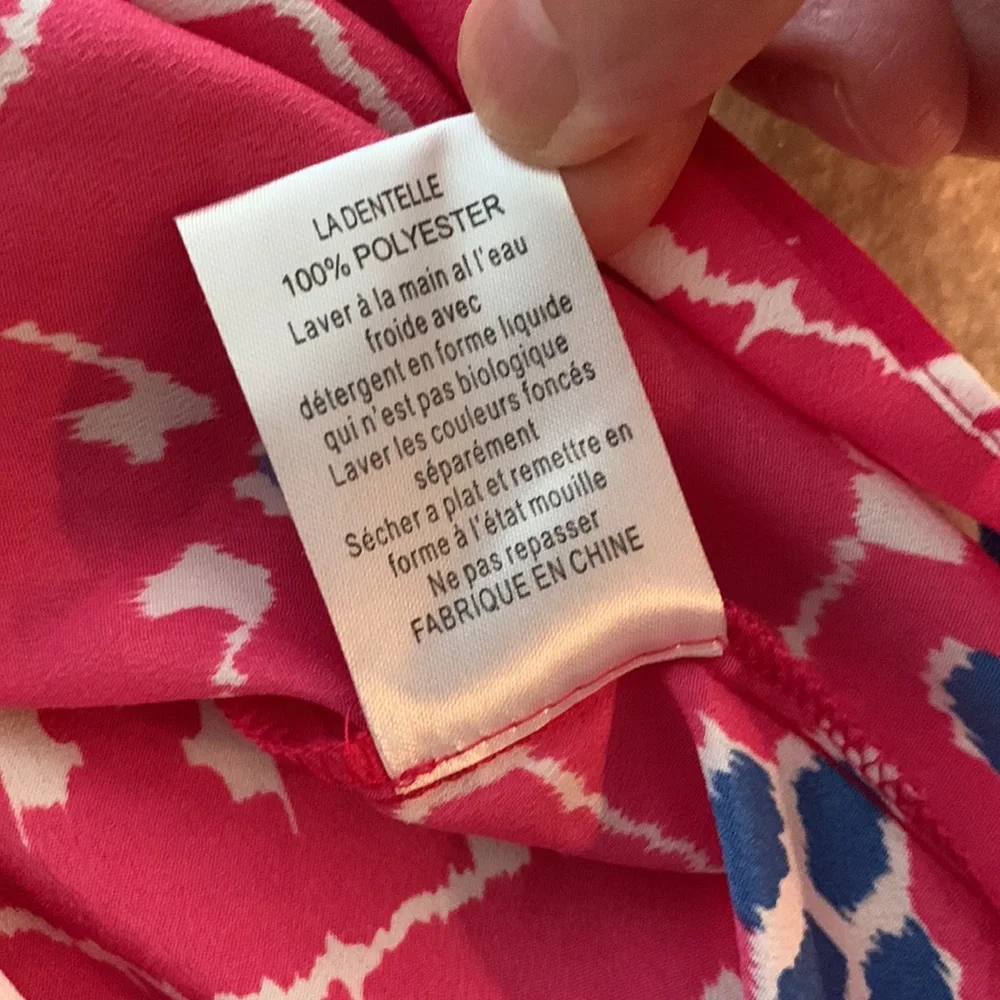 LA DENTELLE
100% POLYESTER
Laver à la main al l'eau
froide avec
détergent en forme liquide
qui n'est pas biologique
Laver les couleurs foncés
séparément
Sécher a plat et remettre en
forme à l'état mouille
Ne pas repasser
FABRIQUE EN CHINE